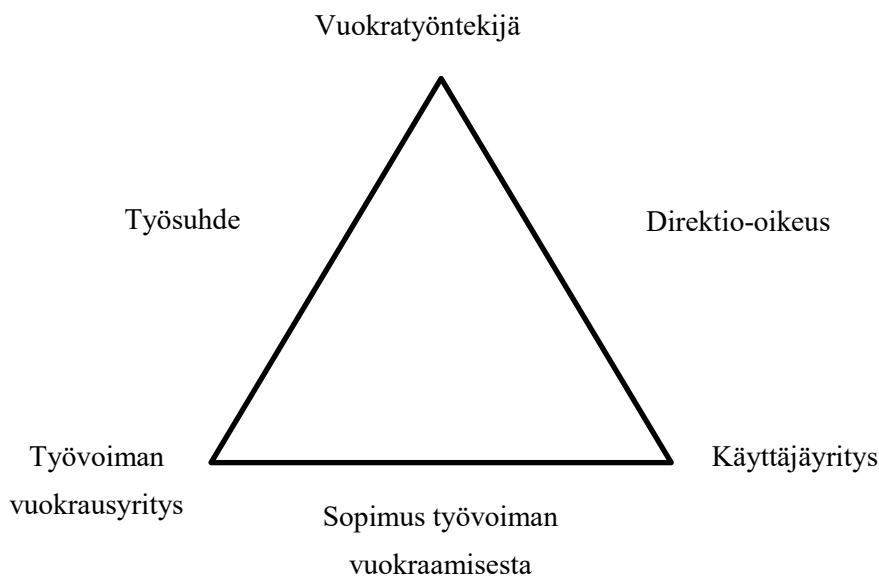 Vuokratyöntekijä
Työsuhde
Direktio-oikeus
Työvoiman
vuokrausyritys
Käyttäjäyritys
Sopimus työvoiman
vuokraamisesta